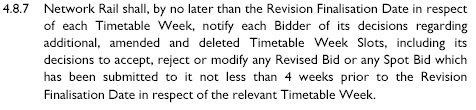 4.8.7 Network Rail shall, by no later than the Revision Finalisation Date in respect
of each Timetable Week, notify each Bidder of its decisions regarding
additional, amended and deleted Timetable Week Slots, including its
decisions to accept, reject or modify any Revised Bid or any Spot Bid which
has been submitted to it not less than 4 weeks prior to the Revision
Finalisation Date in respect of the relevant Timetable Week.